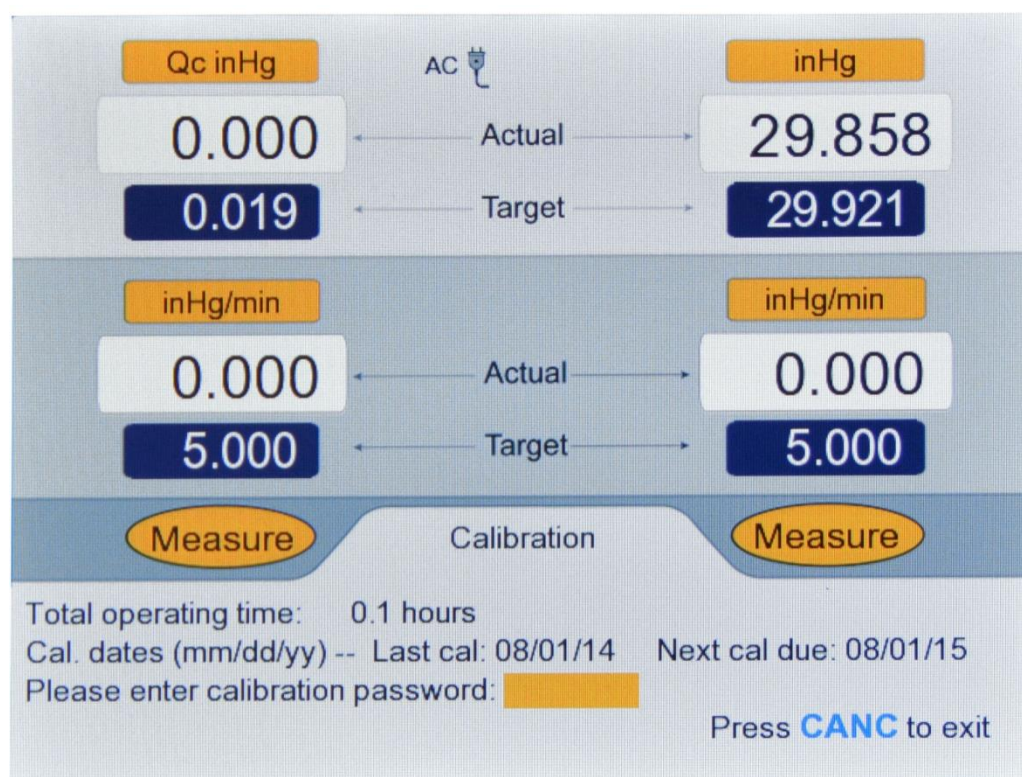 Qc inHg AC inHg
0.000 Actual 29.858
0.019 Target 29.921
inHg/min inHg/min
0.000 Actual 0.000
5.000 Target 5.000
Measure Calibration Measure
Total operating time: 0.1 hours
Cal. dates (mm/dd/yy) -- Last cal: 08/01/14 Next cal due: 08/01/15
Please enter calibration password:
Press CANC to exit